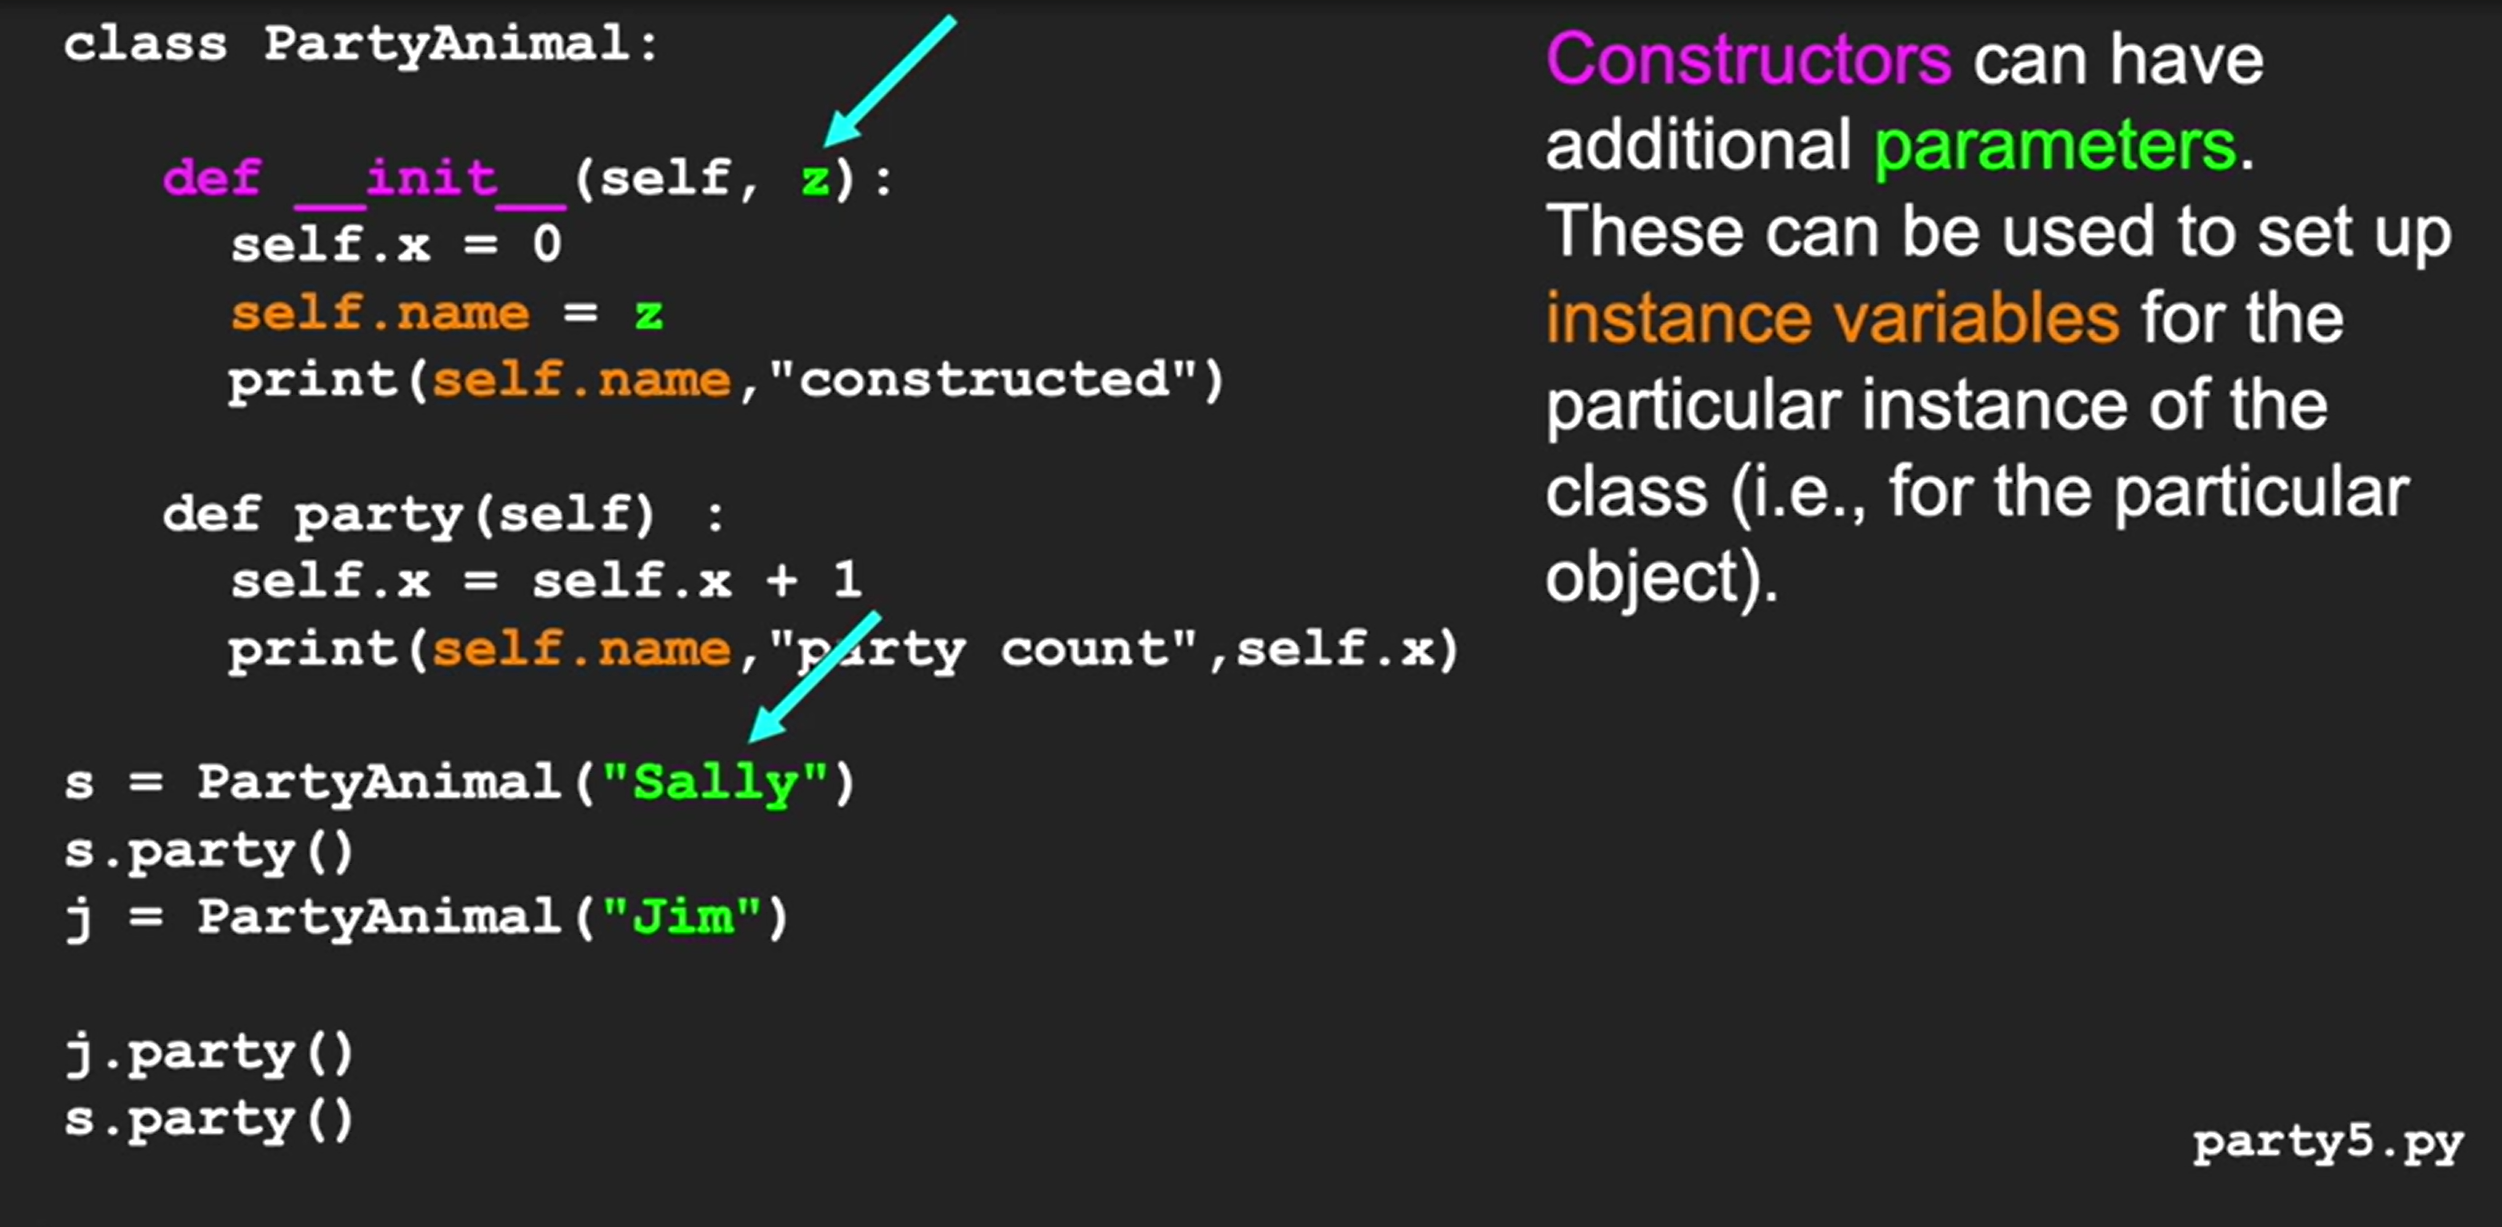 class PartyAnimal:
def __init__(self, z):
self.x = 0
self.name = z
print(self.name,"constructed")
def party(self) :
self.x = self.x + 1
print(self.name,"party count",self.x)
s = PartyAnimal("Sally")
s.party()
j = PartyAnimal("Jim")
j.party()
s.party()
Constructors can have
additional parameters.
These can be used to set up
instance variables for the
particular instance of the
class (i.e., for the particular
object).
party5.py